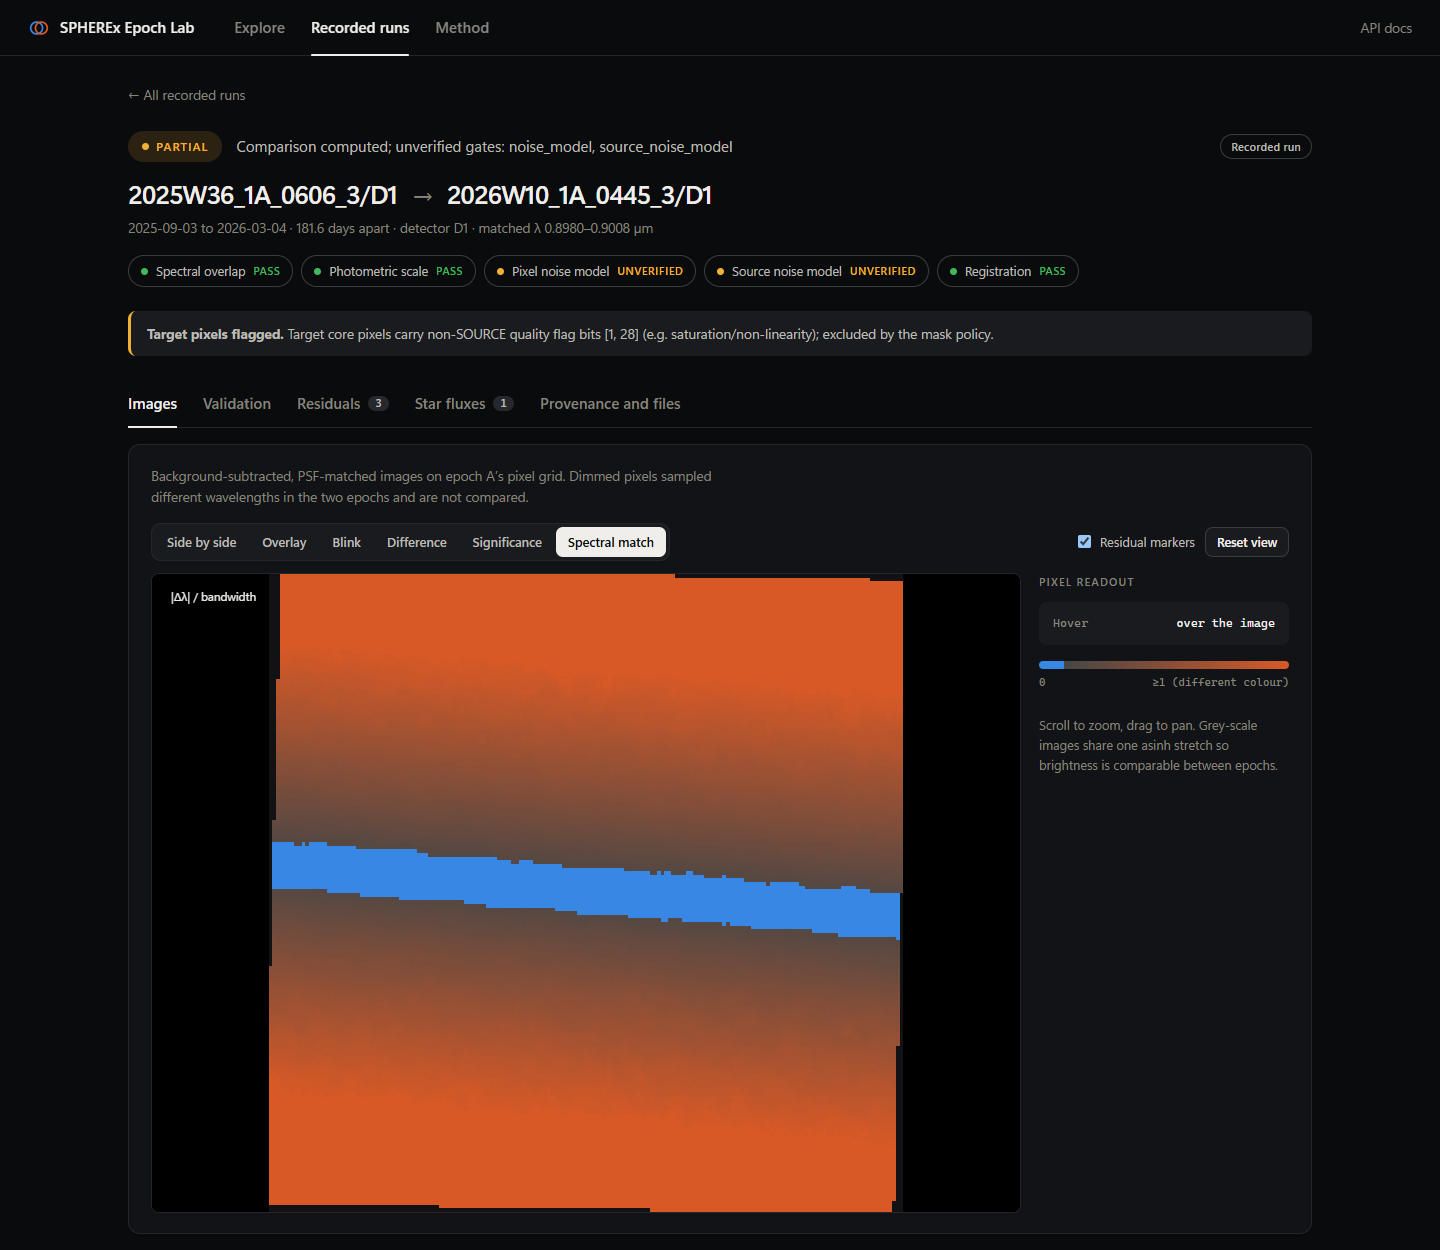 SPHEREx Epoch Lab
Explore
Recorded runs
Method
API docs
← All recorded runs
PARTIAL
Comparison computed; unverified gates: noise_model, source_noise_model
Recorded run
2025W36_1A_0606_3/D1 → 2026W10_1A_0445_3/D1
2025-09-03 to 2026-03-04 · 181.6 days apart · detector D1 · matched λ 0.8980–0.9008 µm
Spectral overlap PASS
Photometric scale PASS
Pixel noise model UNVERIFIED
Source noise model UNVERIFIED
Registration PASS
Target pixels flagged. Target core pixels carry non-SOURCE quality flag bits [1, 28] (e.g. saturation/non-linearity); excluded by the mask policy.
Images
Validation
Residuals 3
Star fluxes 1
Provenance and files
Background-subtracted, PSF-matched images on epoch A's pixel grid. Dimmed pixels sampled
different wavelengths in the two epochs and are not compared.
Side by side
Overlay
Blink
Difference
Significance
Spectral match
Residual markers
Reset view
|Δλ| / bandwidth
PIXEL READOUT
Hover over the image
0 ≥1 (different colour)
Scroll to zoom, drag to pan. Grey-scale
images share one asinh stretch so
brightness is comparable between epochs.